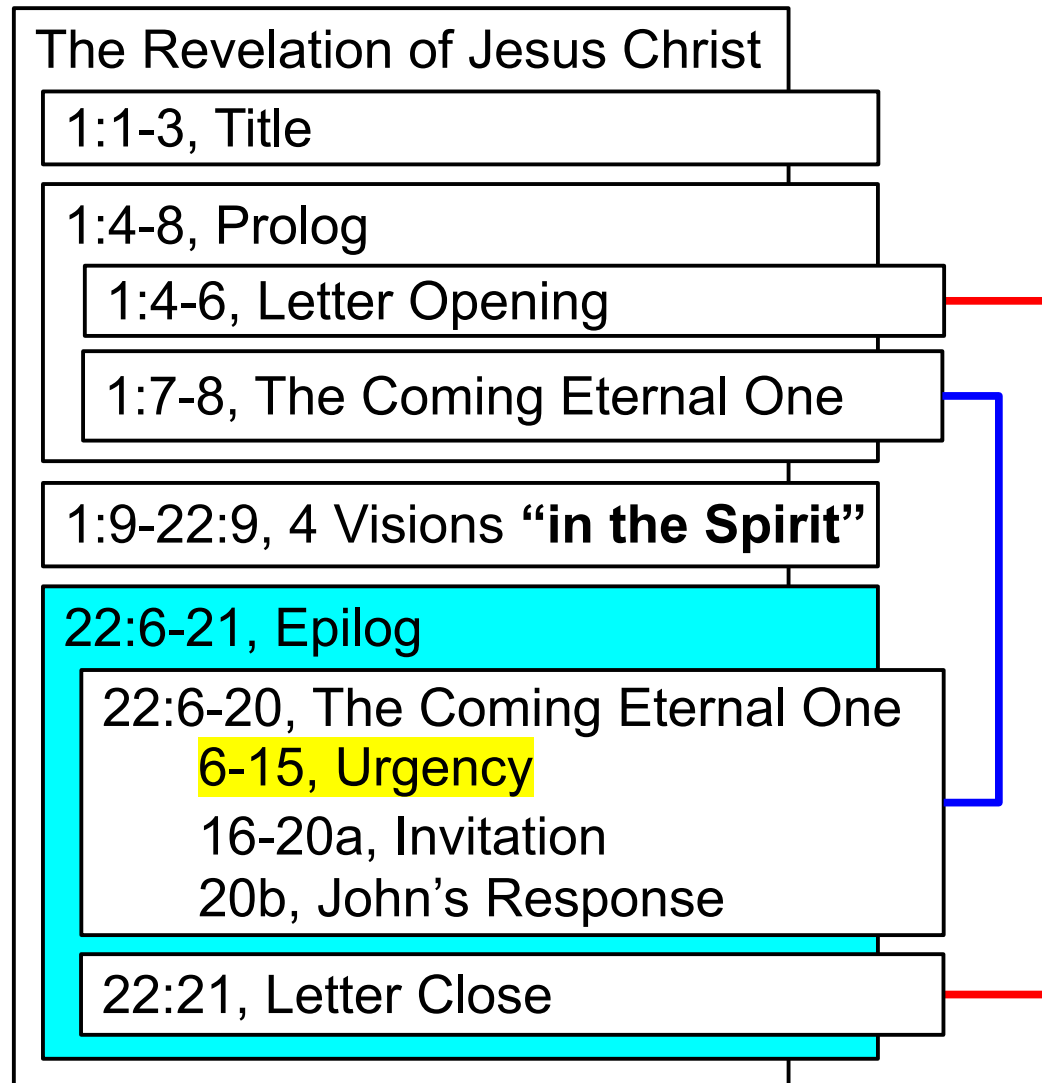 The Revelation of Jesus Christ
1:1-3, Title
1:4-8, Prolog
1:4-6, Letter Opening
1:7-8, The Coming Eternal One
1:9-22:9, 4 Visions “in the Spirit”
22:6-21, Epilog
22:6-20, The Coming Eternal One
6-15, Urgency
16-20a, Invitation
20b, John’s Response
22:21, Letter Close